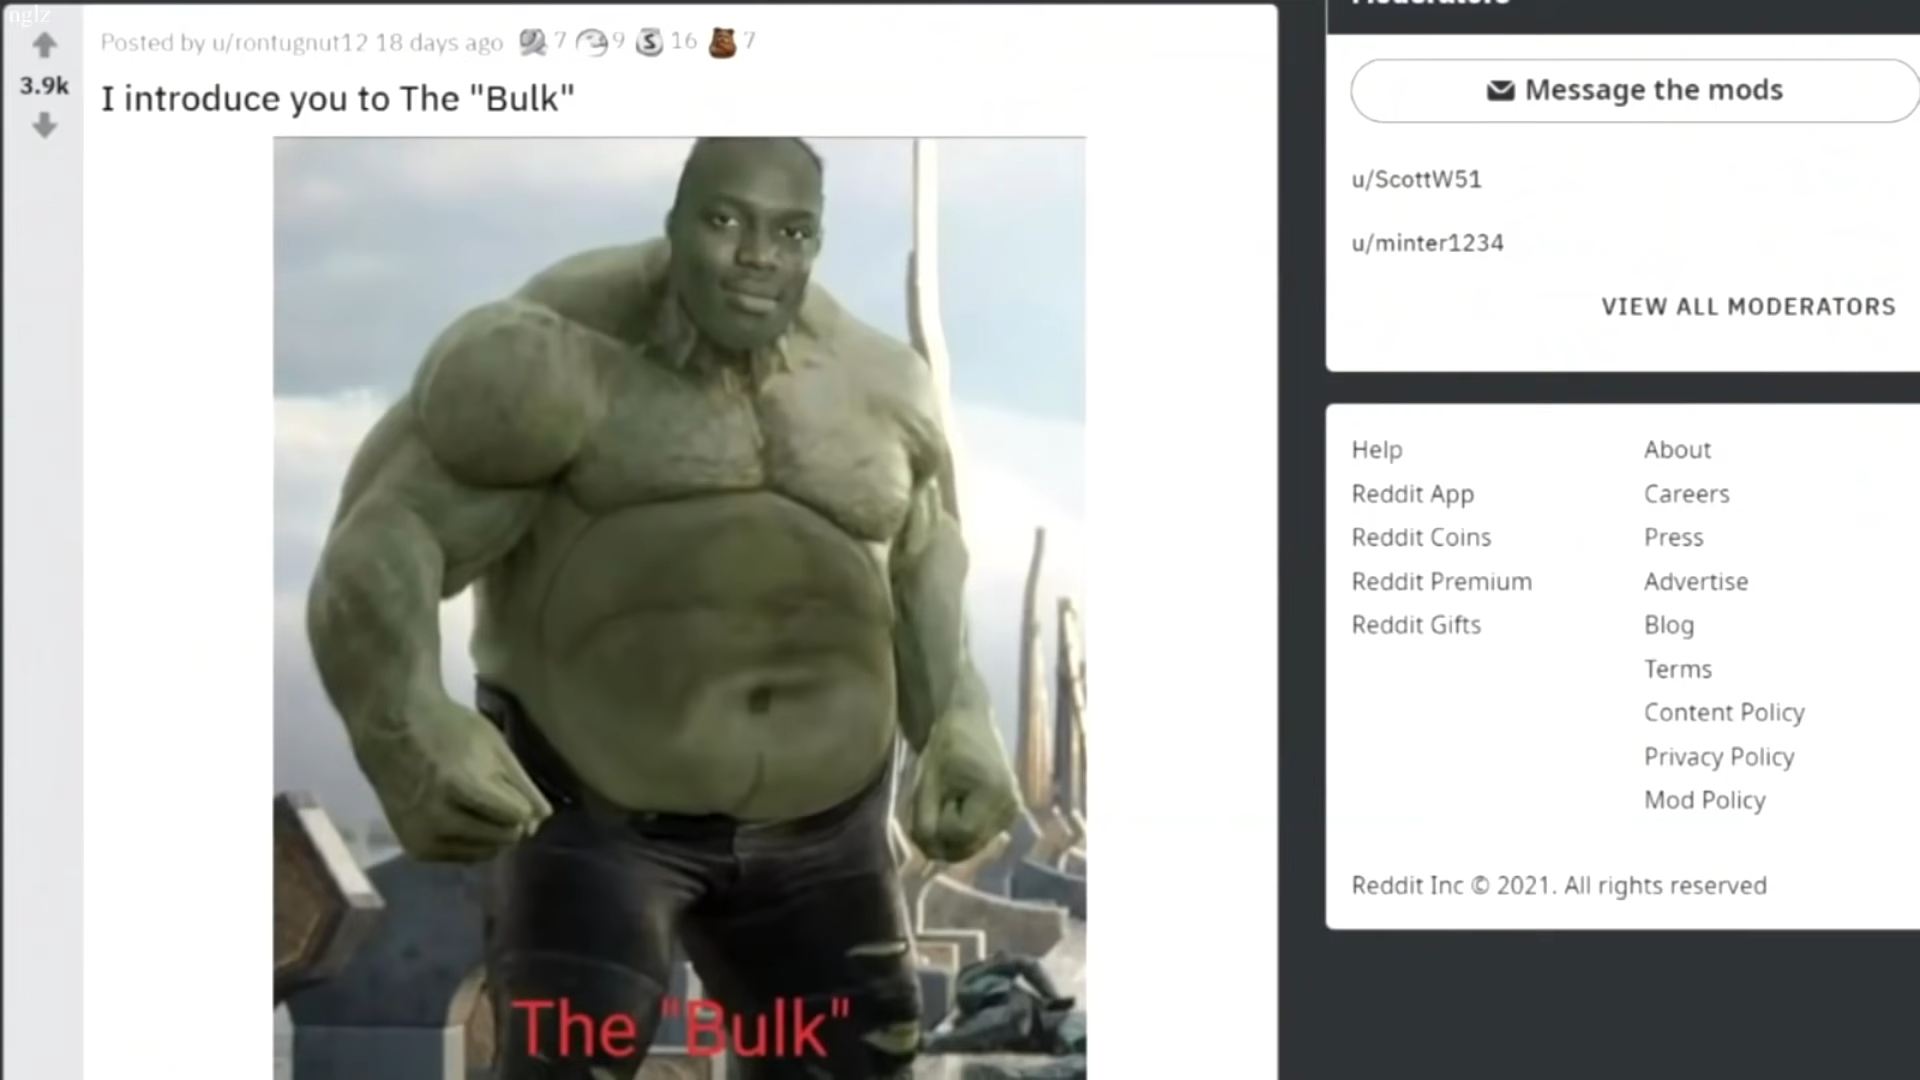 nglz
Posted by u/rontugnut12 18 days ago 7 9 16 7
3.9k
I introduce you to The "Bulk"
The "Bulk"
Moderators
Message the mods
u/ScottW51
u/minter1234
VIEW ALL MODERATORS
Help
Reddit App
Reddit Coins
Reddit Premium
Reddit Gifts
About
Careers
Press
Advertise
Blog
Terms
Content Policy
Privacy Policy
Mod Policy
Reddit Inc © 2021. All rights reserved